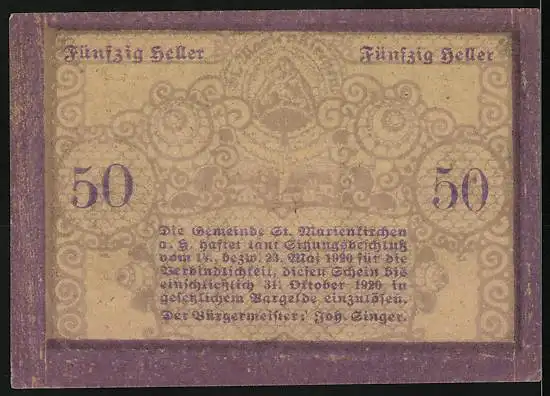 Fünfzig Heller
Fünfzig Heller
50
50
Die Gemeinde St. Marienkirchen
a. H. haftet laut Sitzungsbeschluß
vom 14., bezw. 23. Mai 1920 für die
Verbindlichkeit, diesen Schein bis
einschließlich 31. Oktober 1920 in
gesetzlichem Bargelde einzulösen.
Der Bürgermeister: Joh. Singer.